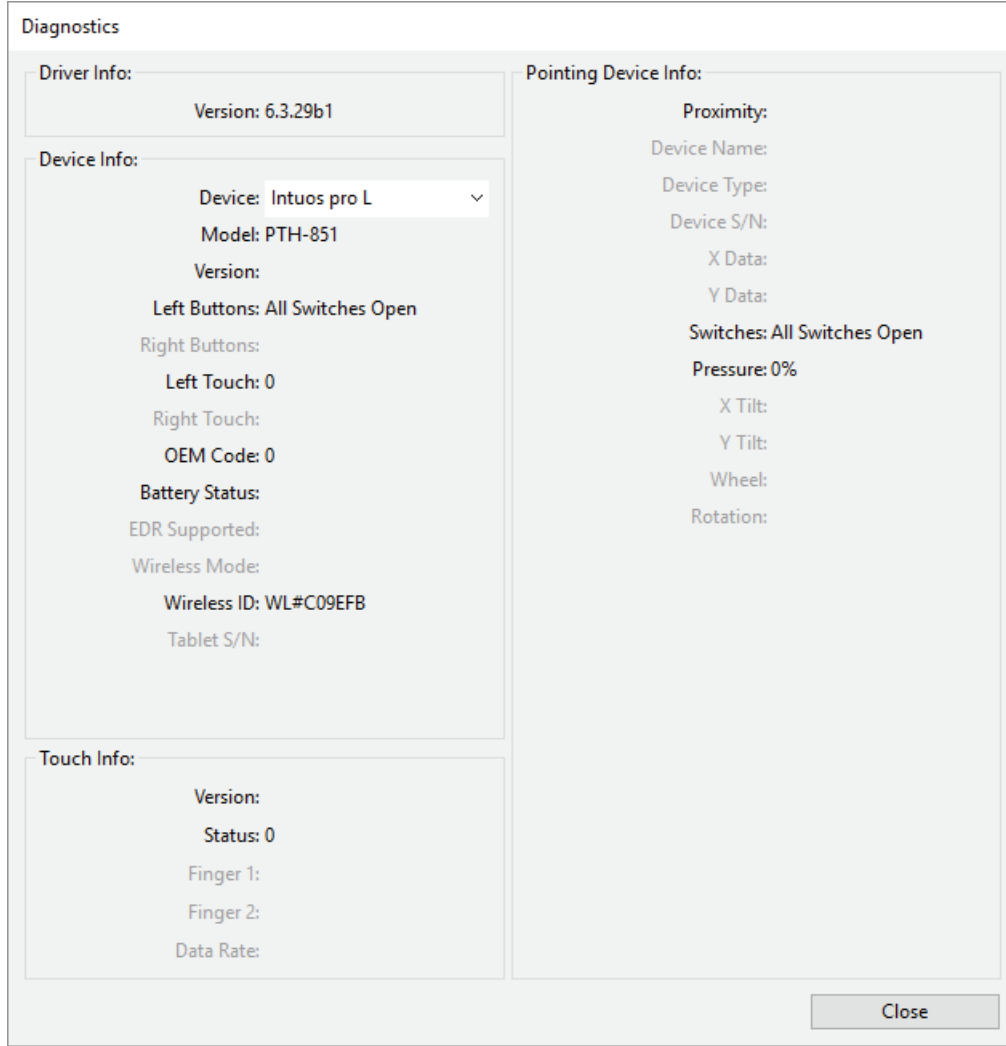 Diagnostics
Driver Info:
Version: 6.3.29b1
Device Info:
Device: Intuos pro L
Model: PTH-851
Version:
Left Buttons: All Switches Open
Right Buttons:
Left Touch: 0
Right Touch:
OEM Code: 0
Battery Status:
EDR Supported:
Wireless Mode:
Wireless ID: WL#C09EFB
Tablet S/N:
Touch Info:
Version:
Status: 0
Finger 1:
Finger 2:
Data Rate:
Pointing Device Info:
Proximity:
Device Name:
Device Type:
Device S/N:
X Data:
Y Data:
Switches: All Switches Open
Pressure: 0%
X Tilt:
Y Tilt:
Wheel:
Rotation:
Close